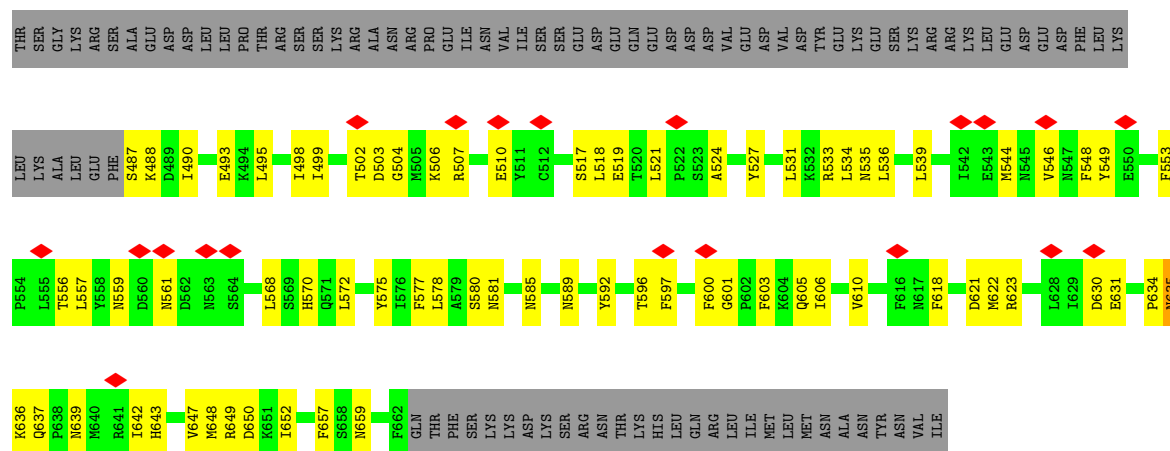 THR SER GLY LYS ARG SER ALA GLU ASP ASP LEU LEU PRO THR ARG SER SER LYS ARG ALA ASN ARG PRO GLU ILE ASN VAL ILE SER SER GLU ASP GLU GLN GLU ASP ASP ASP VAL GLU ASP VAL ASP TYR GLU LYS GLU SER LYS ARG ARG LYS LEU GLU ASP GLU ASP PHE LEU LYS
LEU LYS ALA LEU GLU PHE S487 K488 D489 I490 E493 K494 L495 I498 I499 T502 D503 G504 M505 K506 R507 E510 Y511 C512 S517 L518 E519 T520 L521 P522 S523 A524 Y527 L531 K532 R533 L534 N535 L536 L539 I542 E543 M544 N545 V546 N547 F548 Y549 E550 F553
P554 L555 T556 L557 Y558 N559 D560 N561 D562 N563 S564 L568 S569 H570 Q571 L572 Y575 I576 F577 L578 A579 S580 N581 N585 N589 Y592 T596 F597 F600 G601 P602 F603 K604 Q605 I606 V610 F616 N617 F618 D621 M622 R623 L628 I629 D630 E631 P634
K636 Q637 P638 N639 M640 R641 I642 H643 V647 M648 R649 D650 K651 I652 F657 S658 N659 F662 GLN THR PHE SER LYS LYS ASP LYS SER ARG ASN THR LYS HIS LEU GLN ARG LEU ILE MET LEU MET ASN ALA ASN TYR ASN VAL ILE